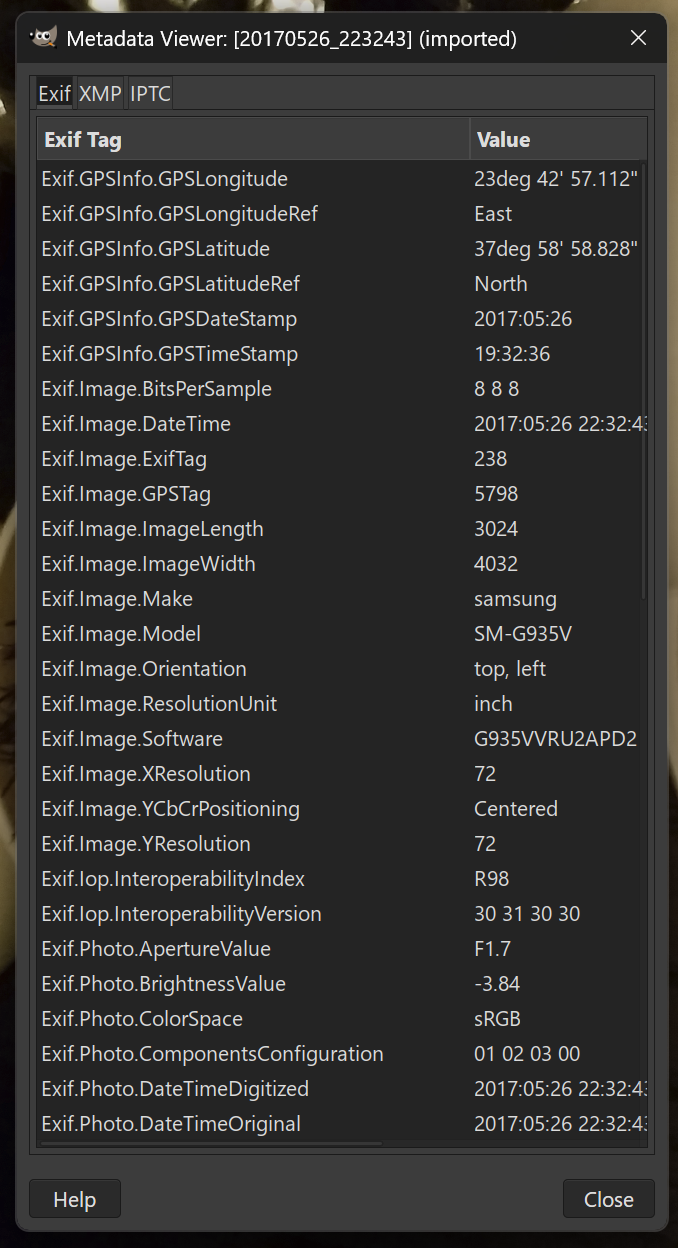 Metadata Viewer: [20170526_223243] (imported)
Exif XMP IPTC
Exif Tag Value
Exif.GPSInfo.GPSLongitude 23deg 42' 57.112"
Exif.GPSInfo.GPSLongitudeRef East
Exif.GPSInfo.GPSLatitude 37deg 58' 58.828"
Exif.GPSInfo.GPSLatitudeRef North
Exif.GPSInfo.GPSDateStamp 2017:05:26
Exif.GPSInfo.GPSTimeStamp 19:32:36
Exif.Image.BitsPerSample 8 8 8
Exif.Image.DateTime 2017:05:26 22:32:43
Exif.Image.ExifTag 238
Exif.Image.GPSTag 5798
Exif.Image.ImageLength 3024
Exif.Image.ImageWidth 4032
Exif.Image.Make samsung
Exif.Image.Model SM-G935V
Exif.Image.Orientation top, left
Exif.Image.ResolutionUnit inch
Exif.Image.Software G935VVRU2APD2
Exif.Image.XResolution 72
Exif.Image.YCbCrPositioning Centered
Exif.Image.YResolution 72
Exif.Iop.InteroperabilityIndex R98
Exif.Iop.InteroperabilityVersion 30 31 30 30
Exif.Photo.ApertureValue F1.7
Exif.Photo.BrightnessValue -3.84
Exif.Photo.ColorSpace sRGB
Exif.Photo.ComponentsConfiguration 01 02 03 00
Exif.Photo.DateTimeDigitized 2017:05:26 22:32:43
Exif.Photo.DateTimeOriginal 2017:05:26 22:32:43
Help Close